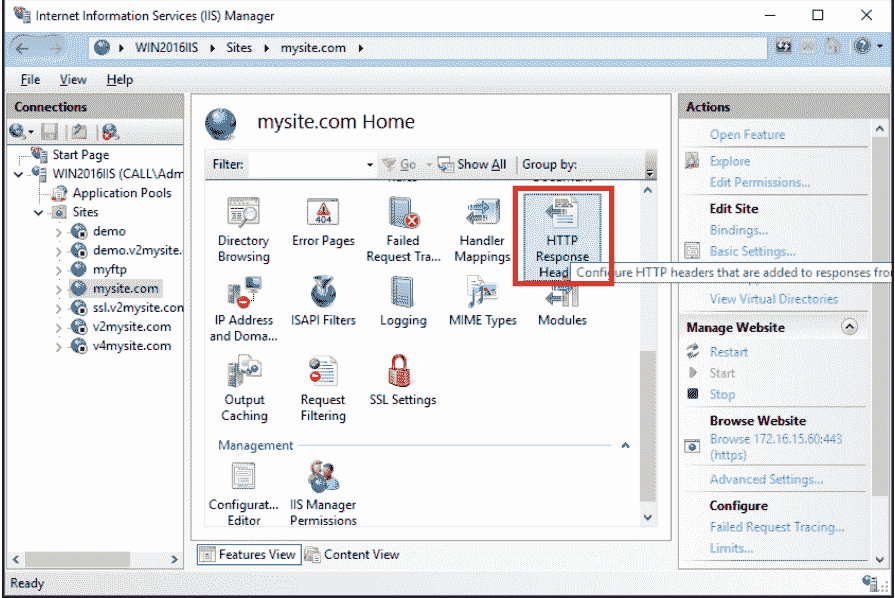 Internet Information Services (IIS) Manager
WIN2016IIS
Sites
mysite.com
File
View
Help
Connections
Start Page
WIN2016IIS (CALL\Adm
Application Pools
Sites
demo
demo.v2mysite.
myftp
mysite.com
ssl.v2mysite.com
v2mysite.com
v4mysite.com
mysite.com Home
Filter:
Go
Show All
Group by:
Directory
Browsing
Error Pages
404
Failed
Request Tra...
Handler
Mappings
HTTP
Response
Head
Configure HTTP headers that are added to responses fro
IP Address
and Doma...
ISAPI Filters
Logging
MIME Types
Modules
Output
Caching
Request
Filtering
SSL Settings
Management
Configurat...
Editor
IIS Manager
Permissions
Features View
Content View
Actions
Open Feature
Explore
Edit Permissions...
Edit Site
Bindings...
Basic Settings...
View Virtual Directories
Manage Website
Restart
Start
Stop
Browse Website
Browse 172.16.15.60:443
(https)
Advanced Settings...
Configure
Failed Request Tracing...
Limits...
Ready